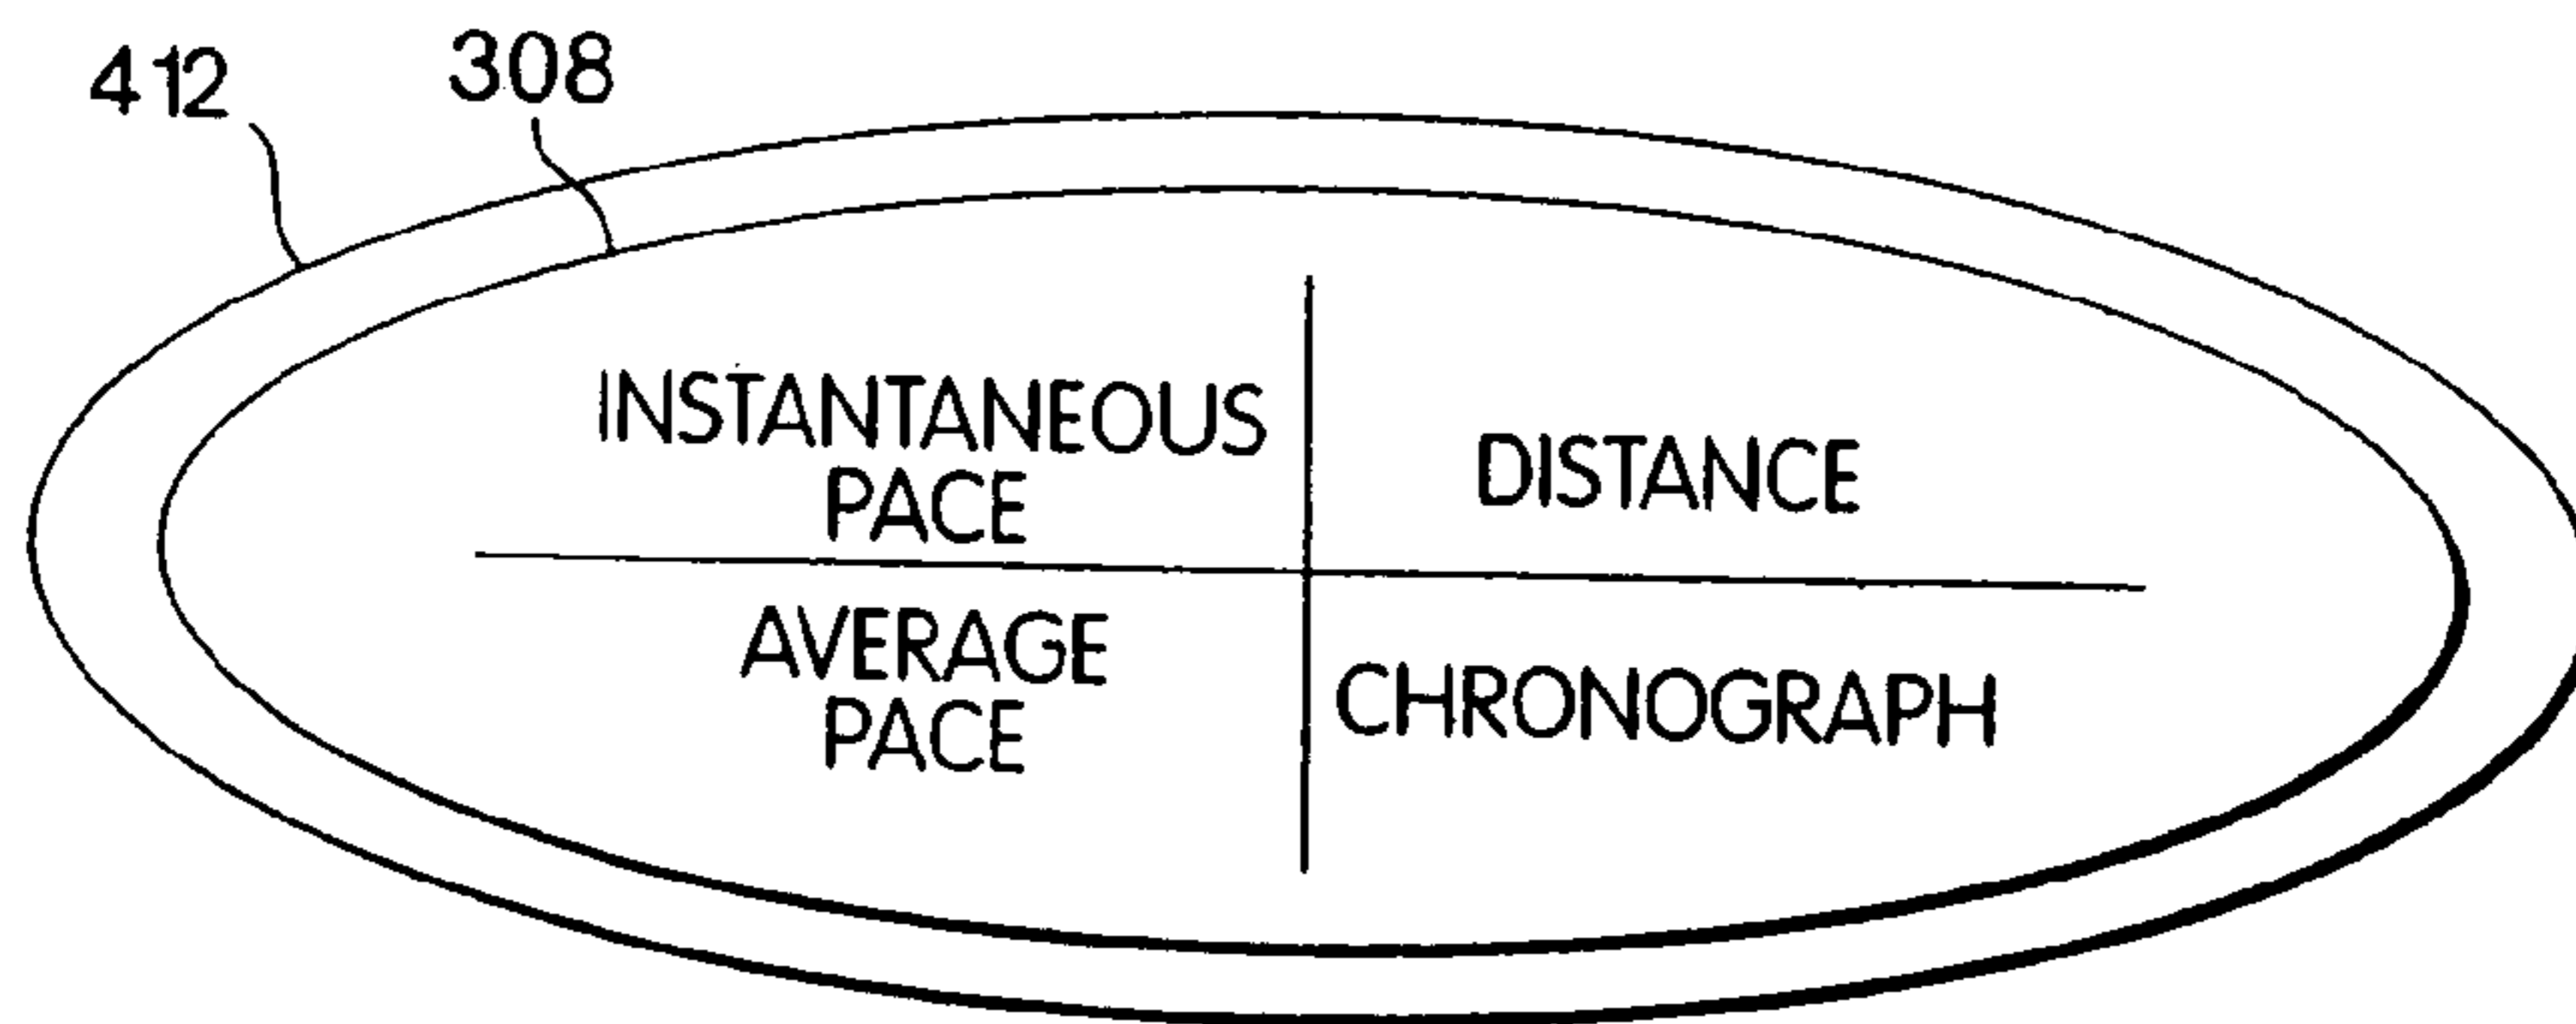 412
308
INSTANTANEOUS
PACE
DISTANCE
AVERAGE
PACE
CHRONOGRAPH